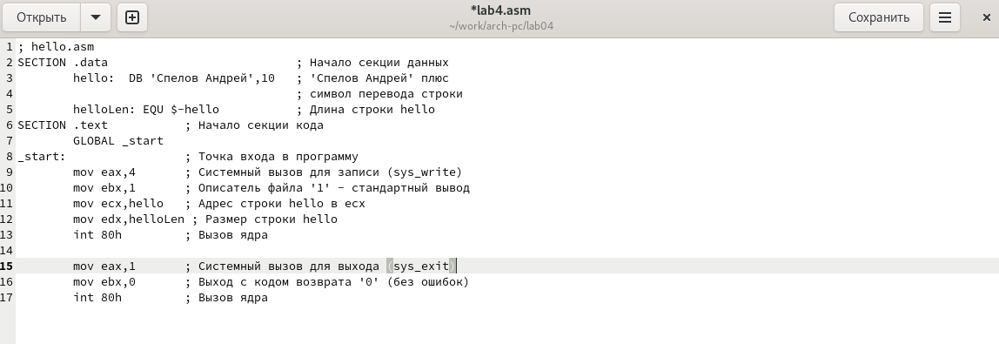 Открыть
*lab4.asm
~/work/arch-pc/lab04
Сохранить
1 ; hello.asm
2 SECTION .data                           ; Начало секции данных
3         hello:  DB 'Спелов Андрей',10   ; 'Спелов Андрей' плюс
4                                         ; символ перевода строки
5         helloLen: EQU $-hello           ; Длина строки hello
6 SECTION .text           ; Начало секции кода
7         GLOBAL _start
8 _start:                 ; Точка входа в программу
9         mov eax,4       ; Системный вызов для записи (sys_write)
10         mov ebx,1       ; Описатель файла '1' - стандартный вывод
11         mov ecx,hello   ; Адрес строки hello в ecx
12         mov edx,helloLen ; Размер строки hello
13         int 80h         ; Вызов ядра
14
15         mov eax,1       ; Системный вызов для выхода (sys_exit)
16         mov ebx,0       ; Выход с кодом возврата '0' (без ошибок)
17         int 80h         ; Вызов ядра